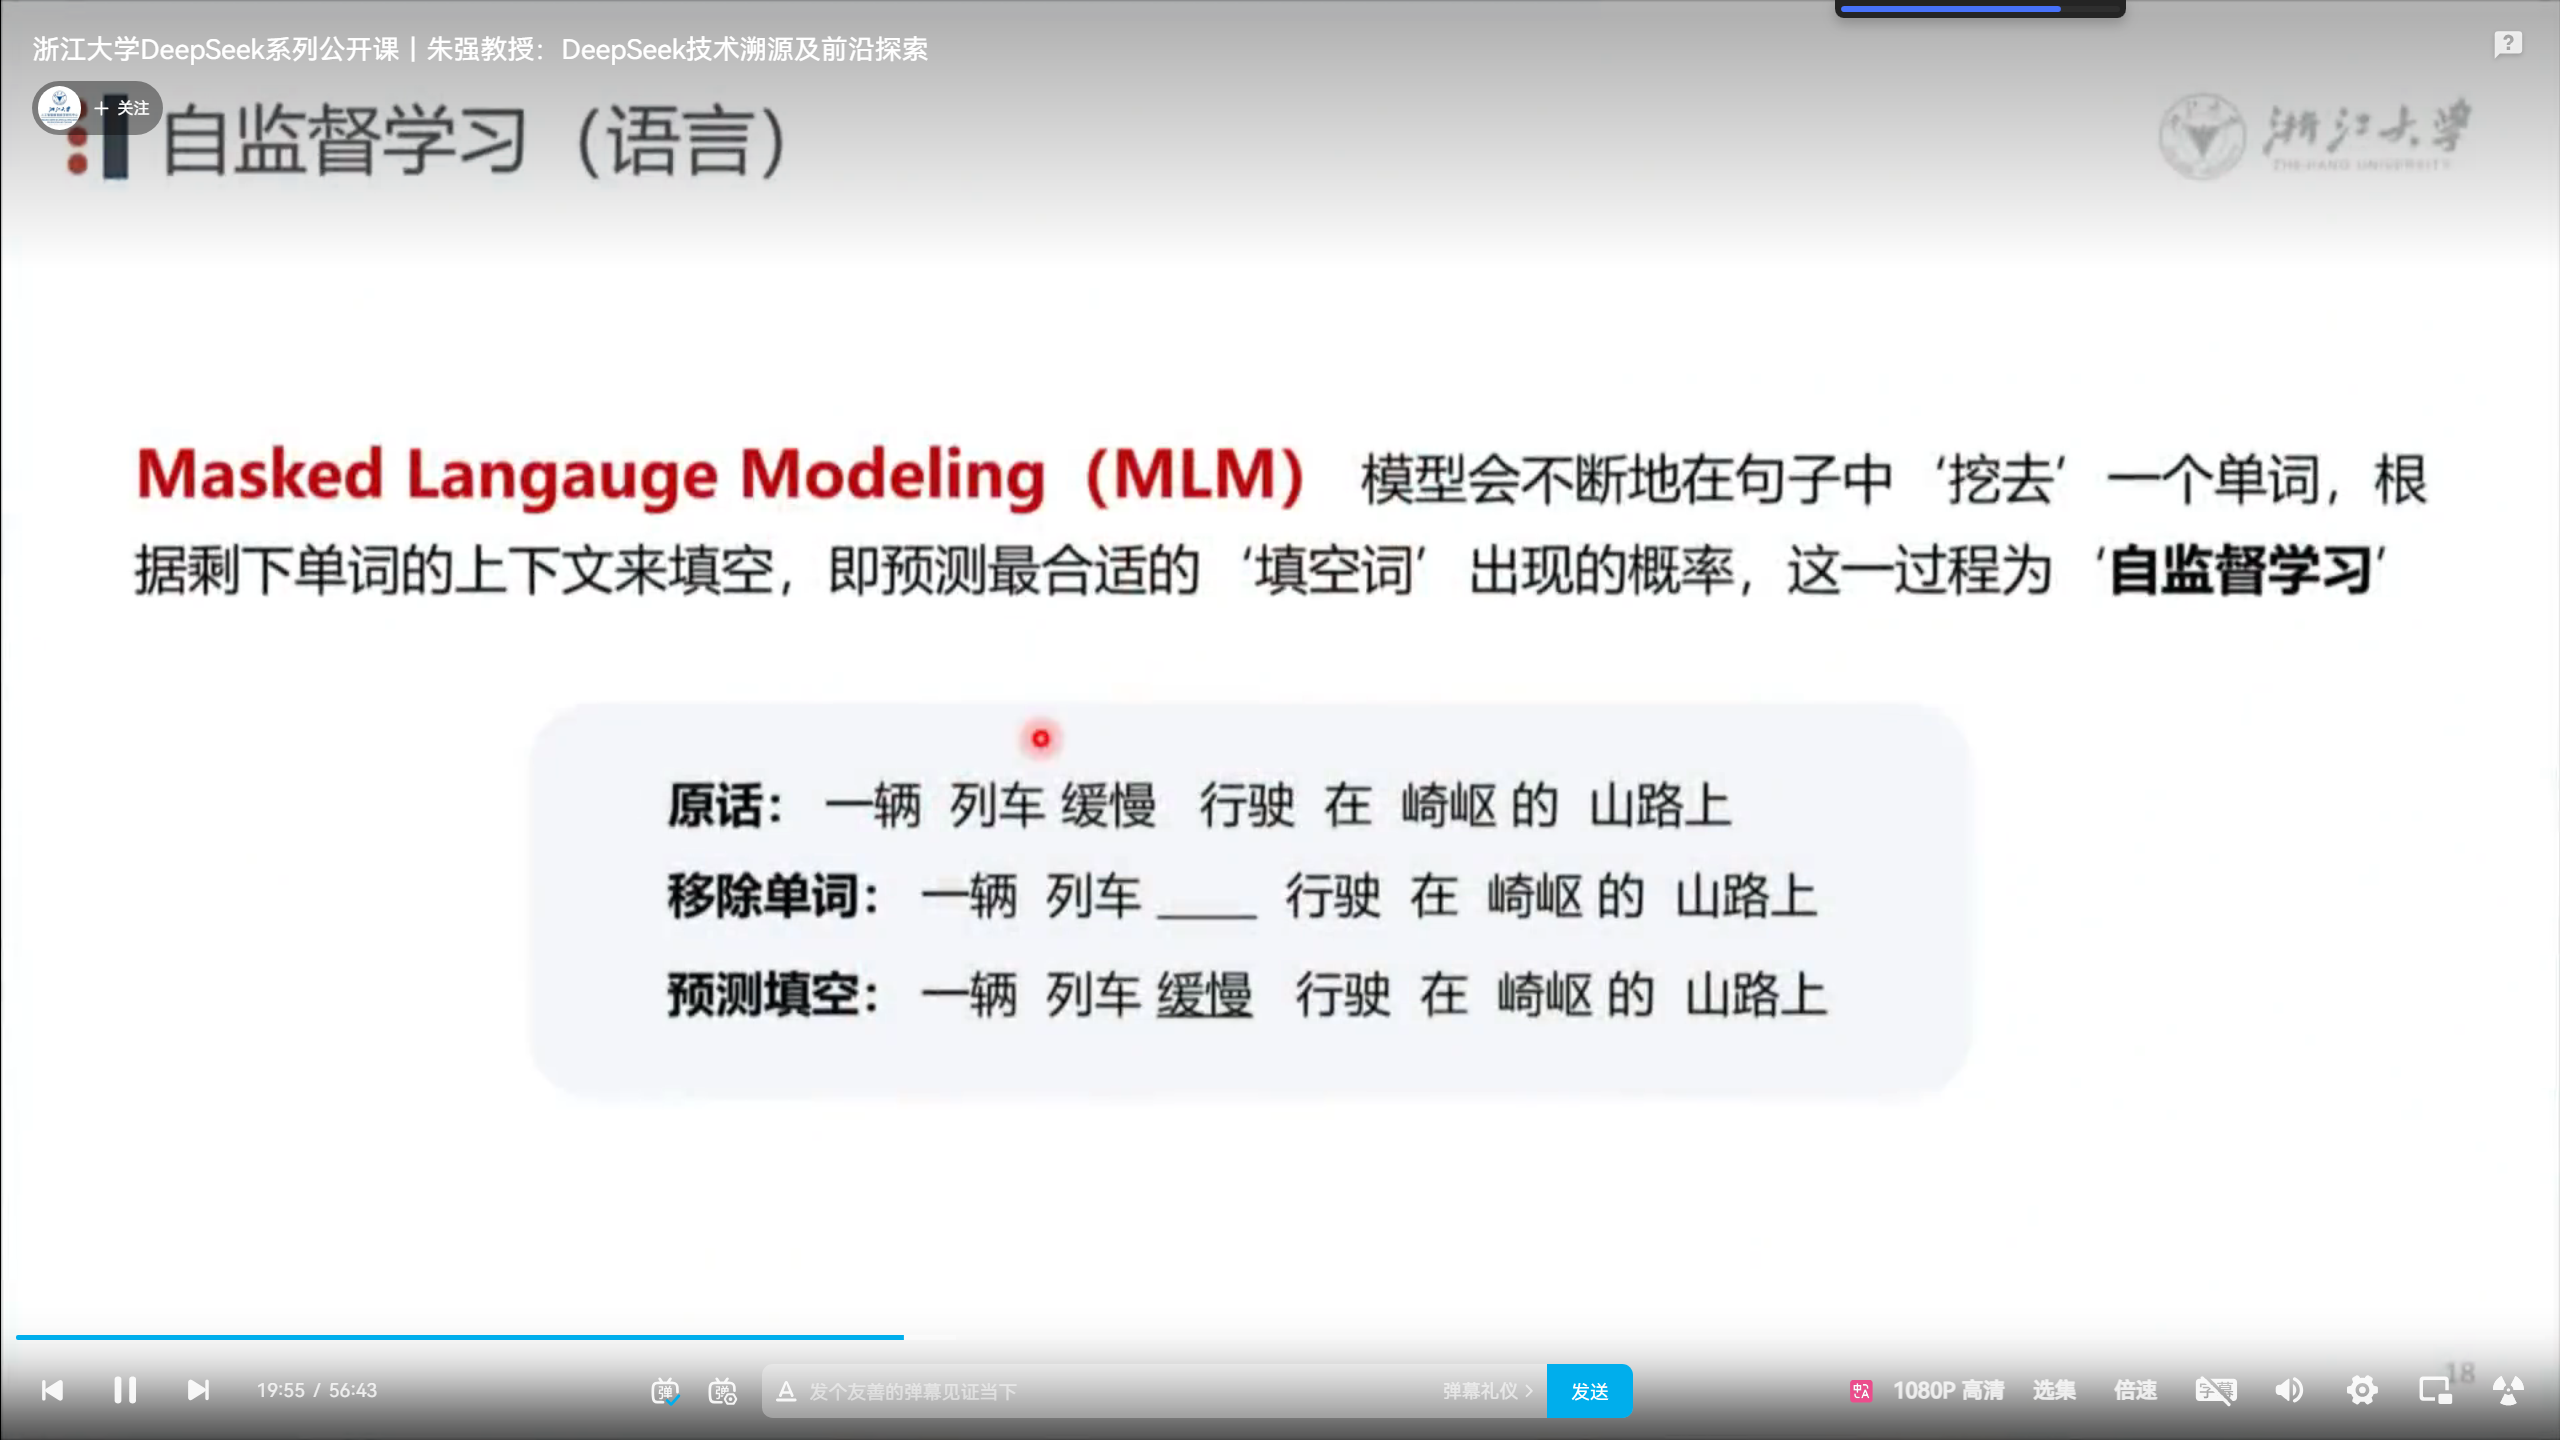 浙江大学DeepSeek系列公开课｜朱强教授：DeepSeek技术溯源及前沿探索
+ 关注
自监督学习（语言）
浙江大学
ZHEJIANG UNIVERSITY
Masked Langauge Modeling（MLM） 模型会不断地在句子中‘挖去’一个单词，根
据剩下单词的上下文来填空，即预测最合适的‘填空词’出现的概率，这一过程为‘自监督学习’
原话： 一辆 列车 缓慢 行驶 在 崎岖 的 山路上
移除单词： 一辆 列车 ____ 行驶 在 崎岖 的 山路上
预测填空： 一辆 列车 缓慢 行驶 在 崎岖 的 山路上
18
19:55 / 56:43
弹
弹
A 发个友善的弹幕见证当下
弹幕礼仪 >
发送
中A
1080P 高清
选集
倍速
字幕